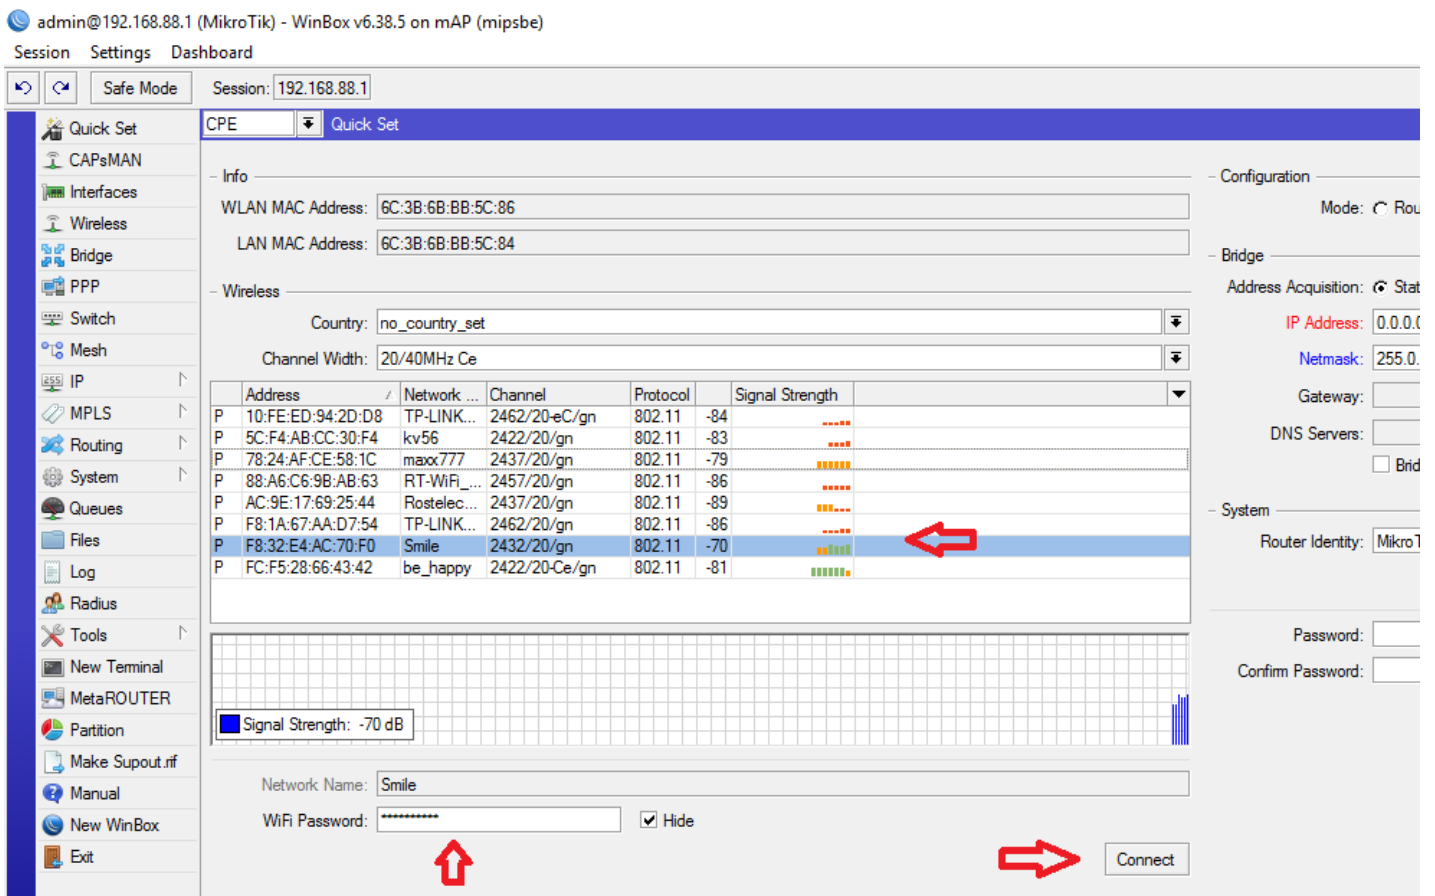 admin@192.168.88.1 (MikroTik) - WinBox v6.38.5 on mAP (mipsbe)
Session Settings Dashboard
Safe Mode Session: 192.168.88.1
Quick Set
CAPsMAN
Interfaces
Wireless
Bridge
PPP
Switch
Mesh
255 IP
MPLS
Routing
System
Queues
Files
Log
Radius
Tools
New Terminal
MetaROUTER
Partition
Make Supout.rif
Manual
New WinBox
Exit
CPE Quick Set
Info
WLAN MAC Address: 6C:3B:6B:BB:5C:86
LAN MAC Address: 6C:3B:6B:BB:5C:84
Wireless
Country: no_country_set
Channel Width: 20/40MHz Ce
Address Network ... Channel Protocol Signal Strength
P 10:FE:ED:94:2D:D8 TP-LINK... 2462/20-eC/gn 802.11 -84
P 5C:F4:AB:CC:30:F4 kv56 2422/20/gn 802.11 -83
P 78:24:AF:CE:58:1C maxx777 2437/20/gn 802.11 -79
P 88:A6:C6:9B:AB:63 RT-WiFi_... 2457/20/gn 802.11 -86
P AC:9E:17:69:25:44 Rostelec... 2437/20/gn 802.11 -89
P F8:1A:67:AA:D7:54 TP-LINK... 2462/20/gn 802.11 -86
P F8:32:E4:AC:70:F0 Smile 2432/20/gn 802.11 -70
P FC:F5:28:66:43:42 be_happy 2422/20-Ce/gn 802.11 -81
Signal Strength: -70 dB
Network Name: Smile
WiFi Password: ********** Hide
Connect
Configuration
Mode: Rou
Bridge
Address Acquisition: Stat
IP Address: 0.0.0.0
Netmask: 255.0.
Gateway:
DNS Servers:
Brid
System
Router Identity: MikroT
Password:
Confirm Password: